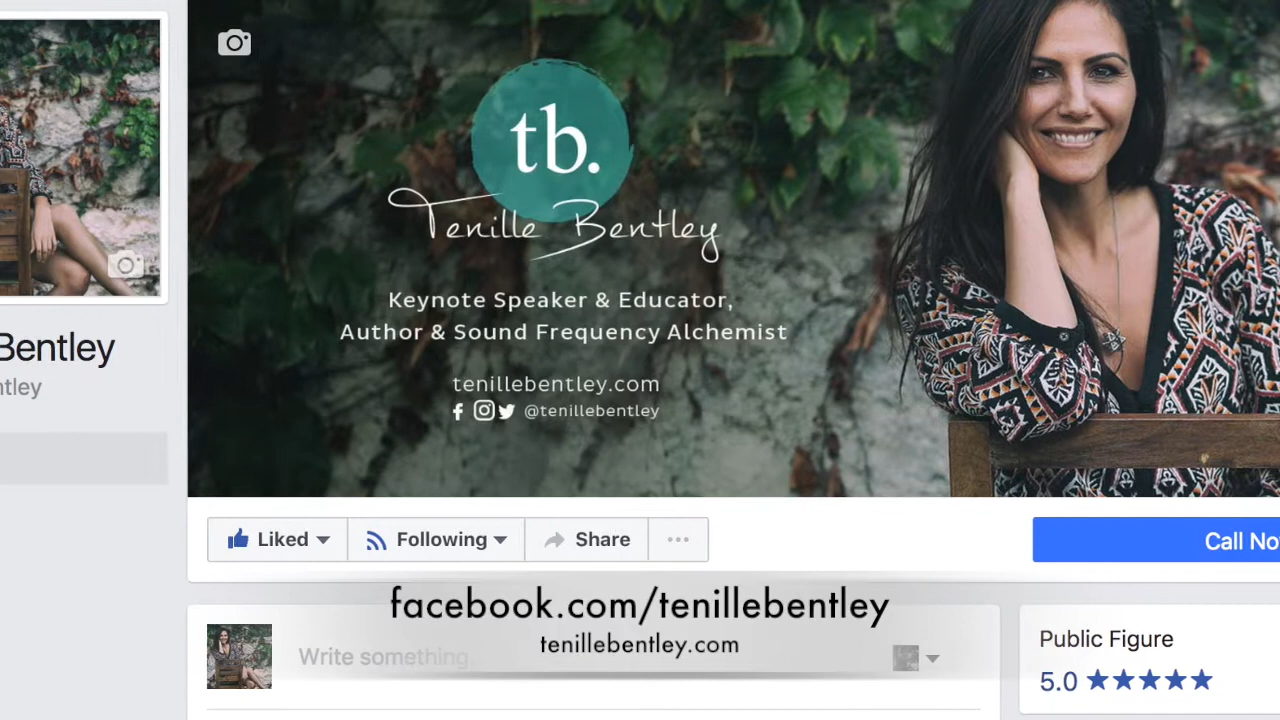 tb.
Tenille Bentley
Keynote Speaker & Educator,
Author & Sound Frequency Alchemist
tenillebentley.com
@tenillebentley
Bentley
ntley
Liked
Following
Share
Call No
facebook.com/tenillebentley
tenillebentley.com
Write something
Public Figure
5.0